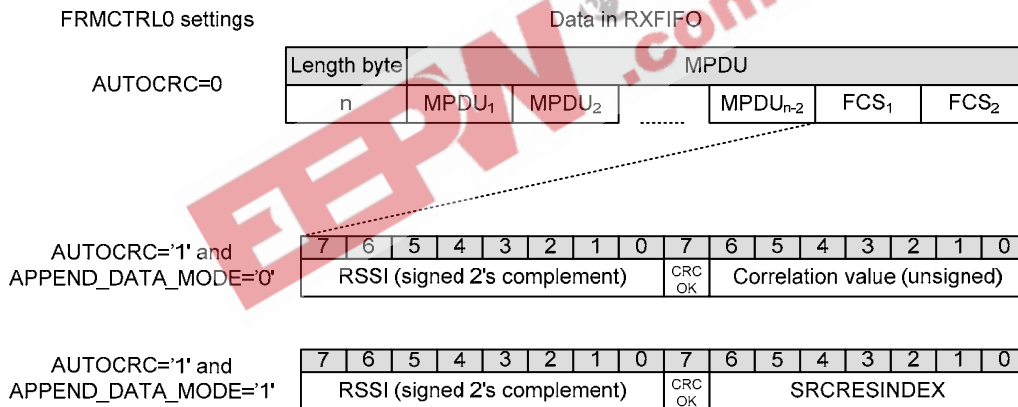 FRMCTRL0 settings Data in RXFIFO
AUTOCRC=0
Length byte MPDU
n MPDU1 MPDU2 ........ MPDUn-2 FCS1 FCS2
AUTOCRC='1' and
APPEND_DATA_MODE='0'
7 6 5 4 3 2 1 0 7 6 5 4 3 2 1 0
RSSI (signed 2's complement) CRC OK Correlation value (unsigned)
AUTOCRC='1' and
APPEND_DATA_MODE='1'
7 6 5 4 3 2 1 0 7 6 5 4 3 2 1 0
RSSI (signed 2's complement) CRC OK SRCRESINDEX
EEPW .com